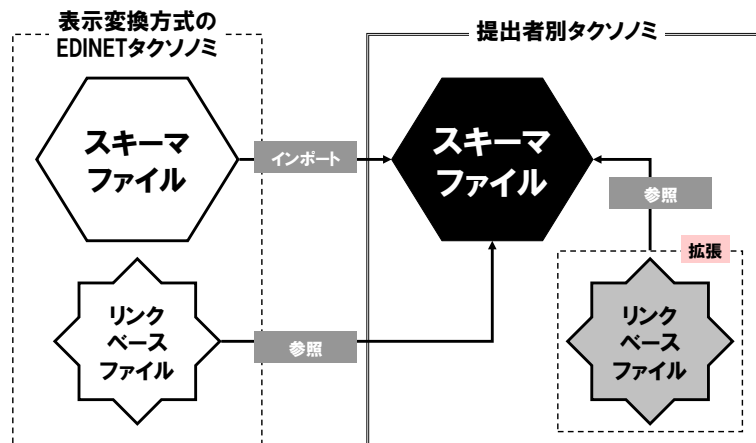 表示変換方式の
EDINETタクソノミ
提出者別タクソノミ
スキーマ
ファイル
インポート
スキーマ
ファイル
参照
拡張
リンク
ベース
ファイル
参照
リンク
ベース
ファイル